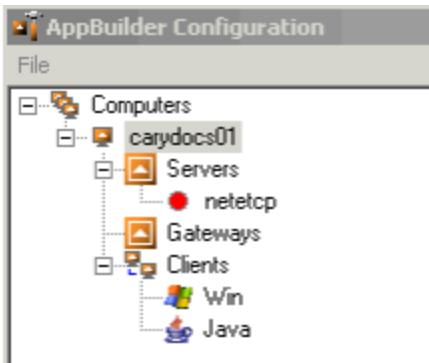 AppBuilder Configuration
File
Computers
carydocs01
Servers
netetcp
Gateways
Clients
Win
Java